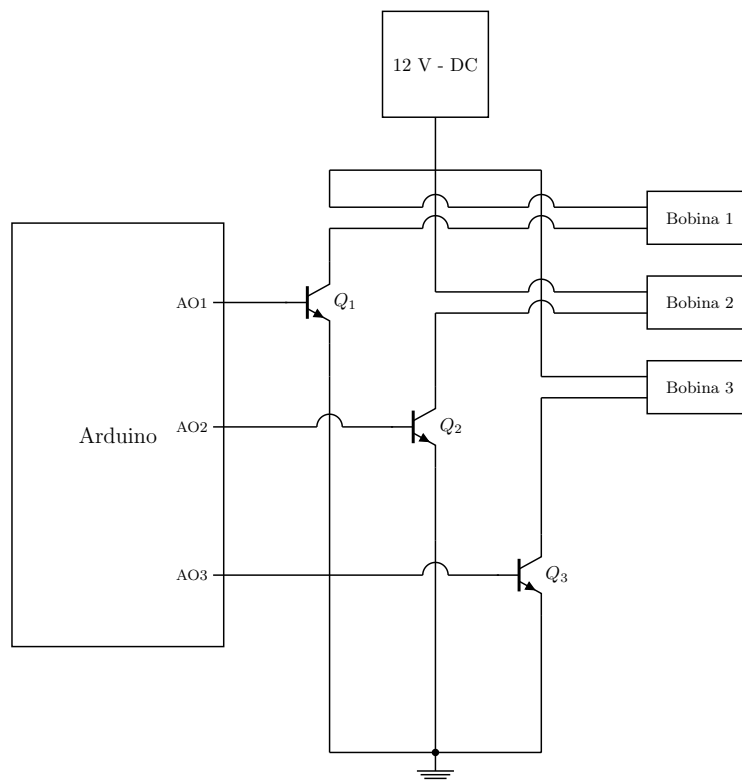 12 V - DC
Bobina 1
Bobina 2
Bobina 3
Arduino
AO1
AO2
AO3
Q1
Q2
Q3